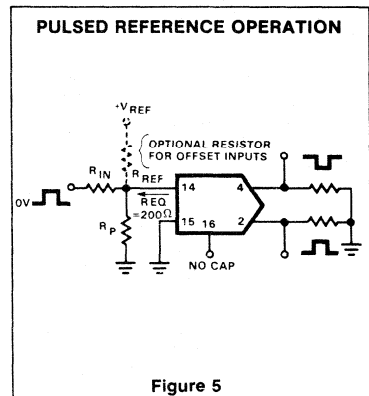 PULSED REFERENCE OPERATION
+VREF
OPTIONAL RESISTOR
FOR OFFSET INPUTS
RREF
RIN
0V
REQ
=200Ω
RP
14
4
15
16
2
NO CAP
Figure 5